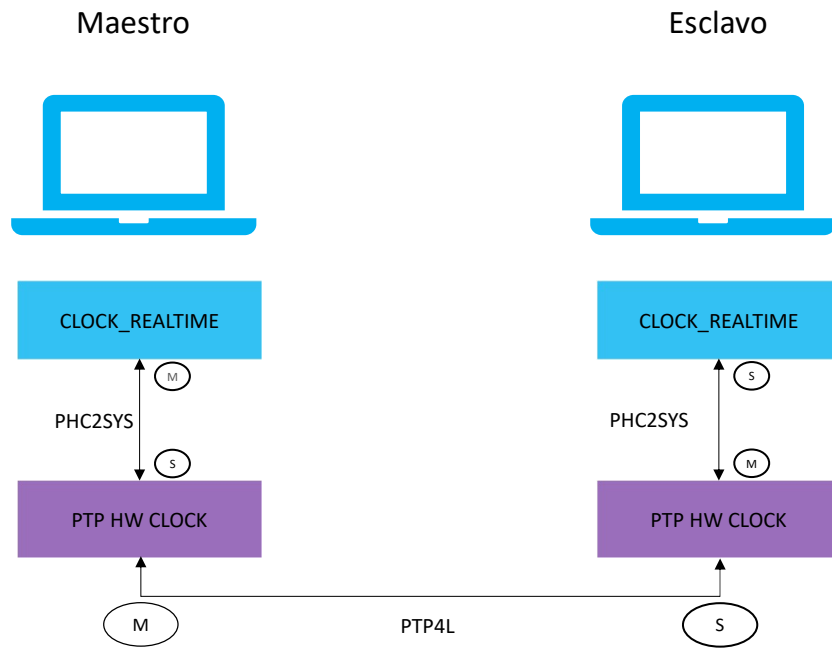 Maestro
Esclavo
CLOCK_REALTIME
CLOCK_REALTIME
M
S
PHC2SYS
PHC2SYS
S
M
PTP HW CLOCK
PTP HW CLOCK
M
PTP4L
S